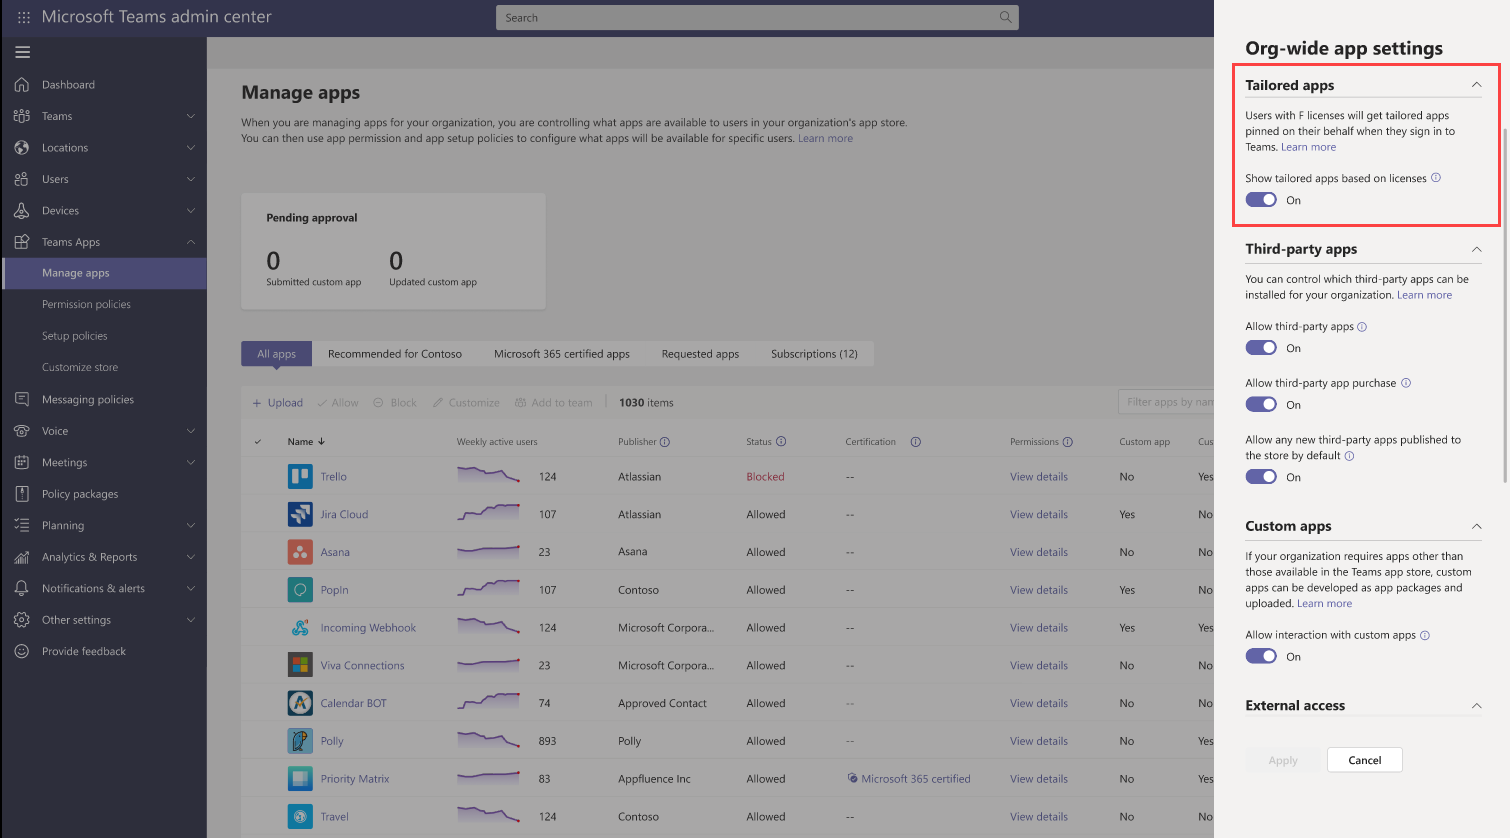 Microsoft Teams admin center
Search
Dashboard
Teams
Locations
Users
Devices
Teams Apps
Manage apps
Permission policies
Setup policies
Customize store
Messaging policies
Voice
Meetings
Policy packages
Planning
Analytics & Reports
Notifications & alerts
Other settings
Provide feedback
Manage apps
When you are managing apps for your organization, you are controlling what apps are available to users in your organization's app store.
You can then use app permission and app setup policies to configure what apps will be available for specific users. Learn more
Pending approval
0 0
Submitted custom app Updated custom app
All apps Recommended for Contoso Microsoft 365 certified apps Requested apps Subscriptions (12)
+ Upload Allow Block Customize Add to team 1030 items Filter apps by nam
Name ↓ Weekly active users Publisher Status Certification Permissions Custom app Cus
Trello 124 Atlassian Blocked -- View details No Yes
Jira Cloud 107 Atlassian Allowed -- View details Yes No
Asana 23 Asana Allowed -- View details No No
PopIn 107 Contoso Allowed -- View details Yes No
Incoming Webhook 124 Microsoft Corpora... Allowed -- View details Yes Yes
Viva Connections 23 Microsoft Corpora... Allowed -- View details No No
Calendar BOT 74 Approved Contact Allowed -- View details No No
Polly 893 Polly Allowed -- View details No Yes
Priority Matrix 83 Appfluence Inc Allowed Microsoft 365 certified View details No Yes
Travel 124 Contoso Allowed -- View details No Yes
Org-wide app settings
Tailored apps
Users with F licenses will get tailored apps
pinned on their behalf when they sign in to
Teams. Learn more
Show tailored apps based on licenses
On
Third-party apps
You can control which third-party apps can be
installed for your organization. Learn more
Allow third-party apps
On
Allow third-party app purchase
On
Allow any new third-party apps published to
the store by default
On
Custom apps
If your organization requires apps other than
those available in the Teams app store, custom
apps can be developed as app packages and
uploaded. Learn more
Allow interaction with custom apps
On
External access
Apply Cancel